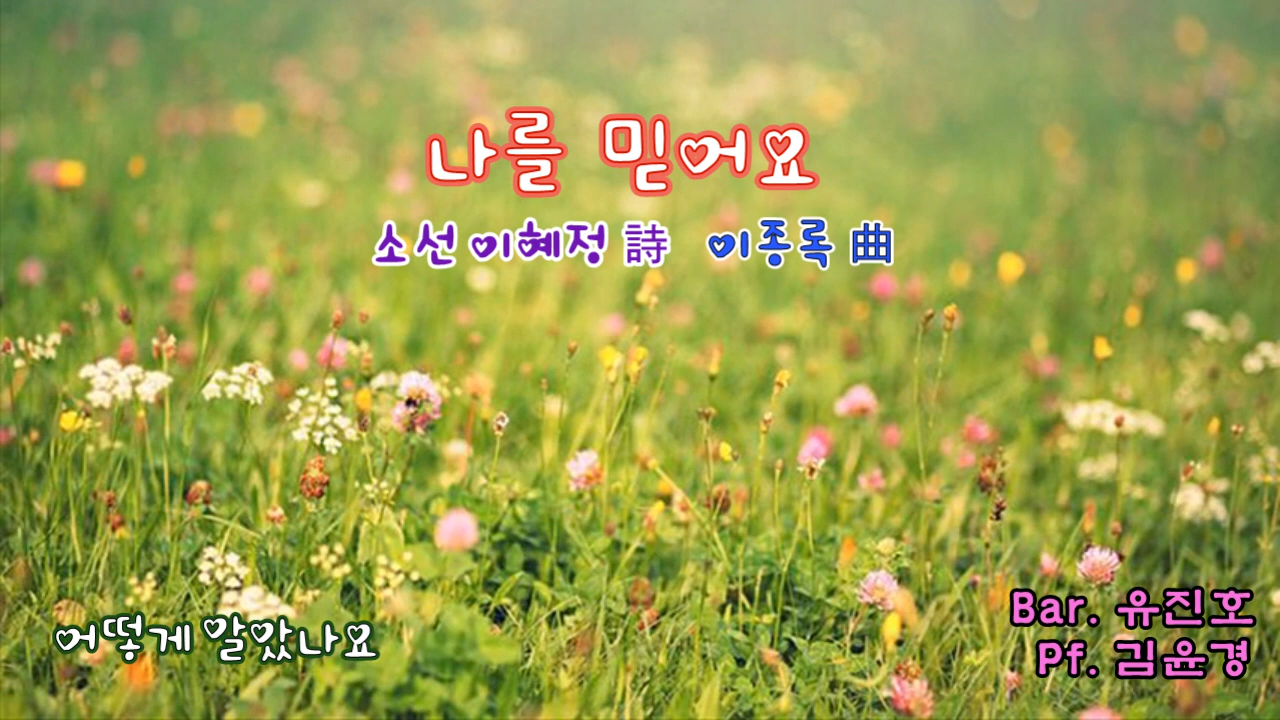 나를 믿어요
소선 이혜정 詩 이종록 曲
어떻게 알았나요
Bar. 유진호
Pf. 김윤경